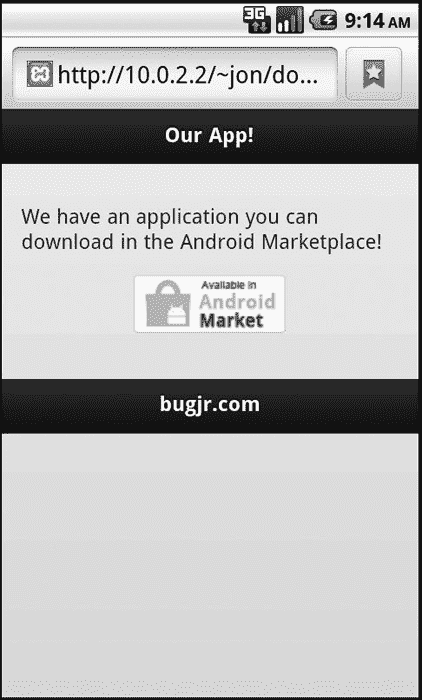 3G 9:14 AM
http://10.0.2.2/~jon/do...
Our App!
We have an application you can
download in the Android Marketplace!
Available in
Android
Market
bugjr.com